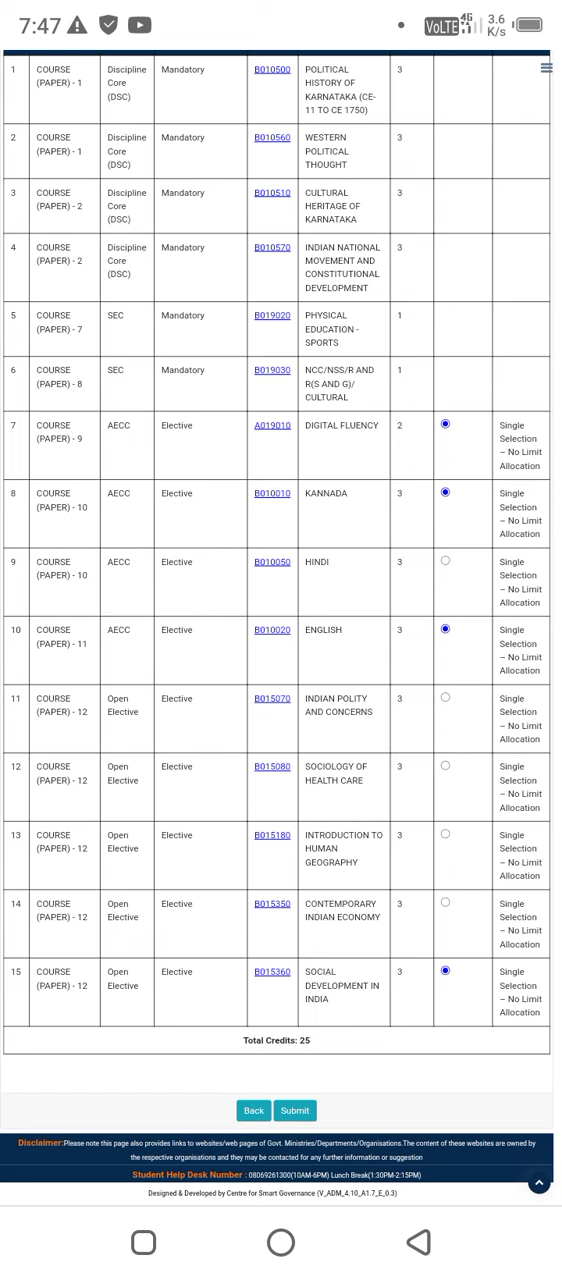 7:47 VoLTE 4G 3.6 K/s
1 COURSE (PAPER) - 1 Discipline Core (DSC) Mandatory B010500 POLITICAL HISTORY OF KARNATAKA (CE-11 TO CE 1750) 3
2 COURSE (PAPER) - 1 Discipline Core (DSC) Mandatory B010560 WESTERN POLITICAL THOUGHT 3
3 COURSE (PAPER) - 2 Discipline Core (DSC) Mandatory B010510 CULTURAL HERITAGE OF KARNATAKA 3
4 COURSE (PAPER) - 2 Discipline Core (DSC) Mandatory B010570 INDIAN NATIONAL MOVEMENT AND CONSTITUTIONAL DEVELOPMENT 3
5 COURSE (PAPER) - 7 SEC Mandatory B019020 PHYSICAL EDUCATION - SPORTS 1
6 COURSE (PAPER) - 8 SEC Mandatory B019030 NCC/NSS/R AND R(S AND G)/ CULTURAL 1
7 COURSE (PAPER) - 9 AECC Elective A019010 DIGITAL FLUENCY 2 Single Selection – No Limit Allocation
8 COURSE (PAPER) - 10 AECC Elective B010010 KANNADA 3 Single Selection – No Limit Allocation
9 COURSE (PAPER) - 10 AECC Elective B010050 HINDI 3 Single Selection – No Limit Allocation
10 COURSE (PAPER) - 11 AECC Elective B010020 ENGLISH 3 Single Selection – No Limit Allocation
11 COURSE (PAPER) - 12 Open Elective Elective B015070 INDIAN POLITY AND CONCERNS 3 Single Selection – No Limit Allocation
12 COURSE (PAPER) - 12 Open Elective Elective B015080 SOCIOLOGY OF HEALTH CARE 3 Single Selection – No Limit Allocation
13 COURSE (PAPER) - 12 Open Elective Elective B015180 INTRODUCTION TO HUMAN GEOGRAPHY 3 Single Selection – No Limit Allocation
14 COURSE (PAPER) - 12 Open Elective Elective B015350 CONTEMPORARY INDIAN ECONOMY 3 Single Selection – No Limit Allocation
15 COURSE (PAPER) - 12 Open Elective Elective B015360 SOCIAL DEVELOPMENT IN INDIA 3 Single Selection – No Limit Allocation
Total Credits: 25
Back Submit
Disclaimer:Please note this page also provides links to websites/web pages of Govt. Ministries/Departments/Organisations.The content of these websites are owned by
the respective organisations and they may be contacted for any further information or suggestion
Student Help Desk Number : 08069261300(10AM-6PM) Lunch Break(1:30PM-2:15PM)
Designed & Developed by Centre for Smart Governance (V_ADM_4.10_A1.7_E_0.3)